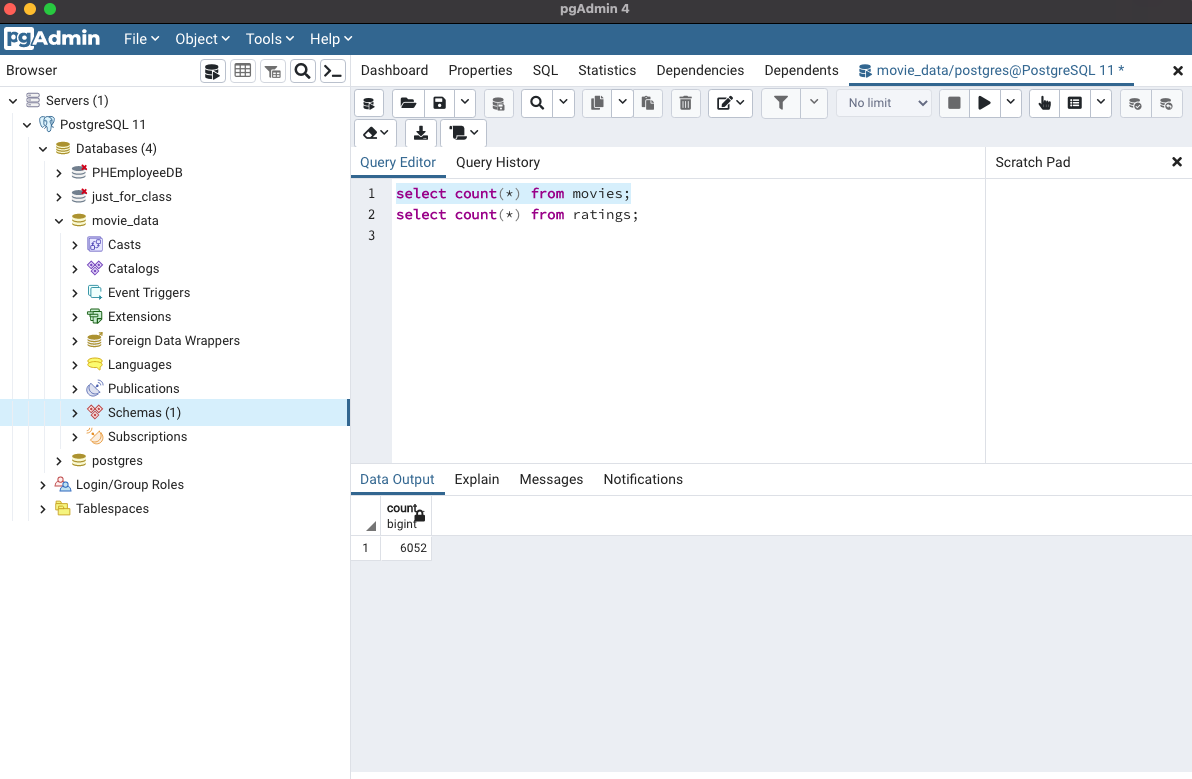 pgAdmin 4
pgAdmin File Object Tools Help
Browser
Dashboard Properties SQL Statistics Dependencies Dependents movie_data/postgres@PostgreSQL 11 *
Servers (1)
PostgreSQL 11
Databases (4)
PHEmployeeDB
just_for_class
movie_data
Casts
Catalogs
Event Triggers
Extensions
Foreign Data Wrappers
Languages
Publications
Schemas (1)
Subscriptions
postgres
Login/Group Roles
Tablespaces
No limit
Query Editor Query History
Scratch Pad
1 select count(*) from movies;
2 select count(*) from ratings;
3
Data Output Explain Messages Notifications
count
bigint
1 6052